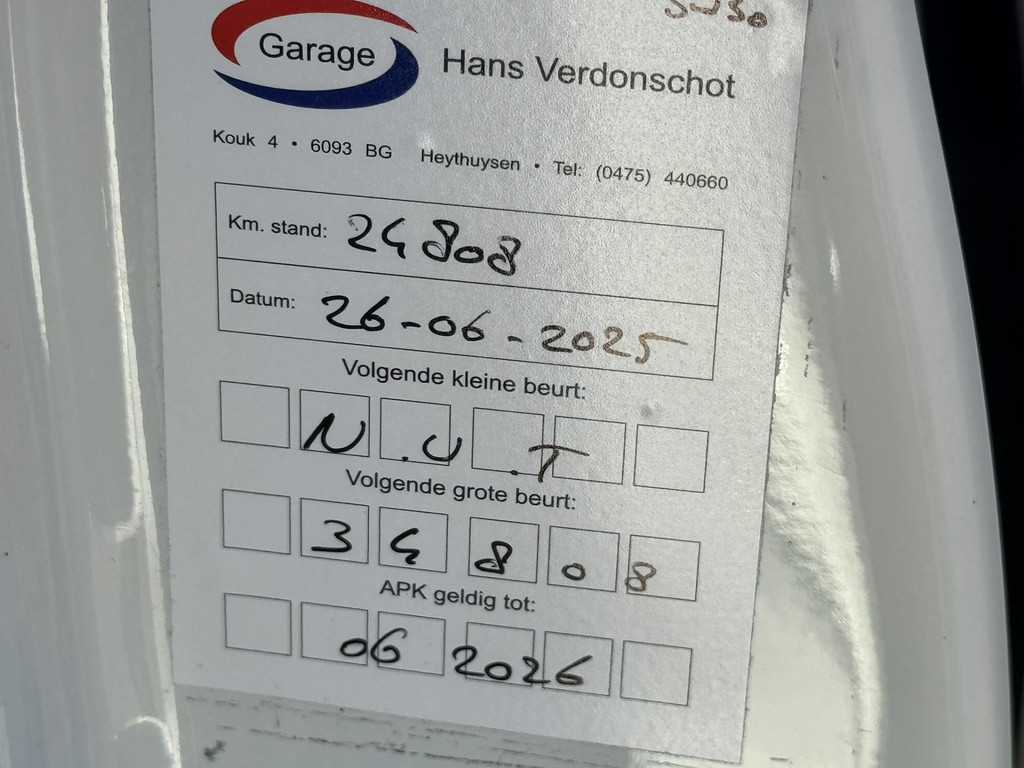 5W30
Garage Hans Verdonschot
Kouk 4 • 6093 BG Heythuysen • Tel: (0475) 440660
Km. stand: 24808
Datum: 26-06-2025
Volgende kleine beurt:
N.V.T
Volgende grote beurt:
34808
APK geldig tot:
06 2026